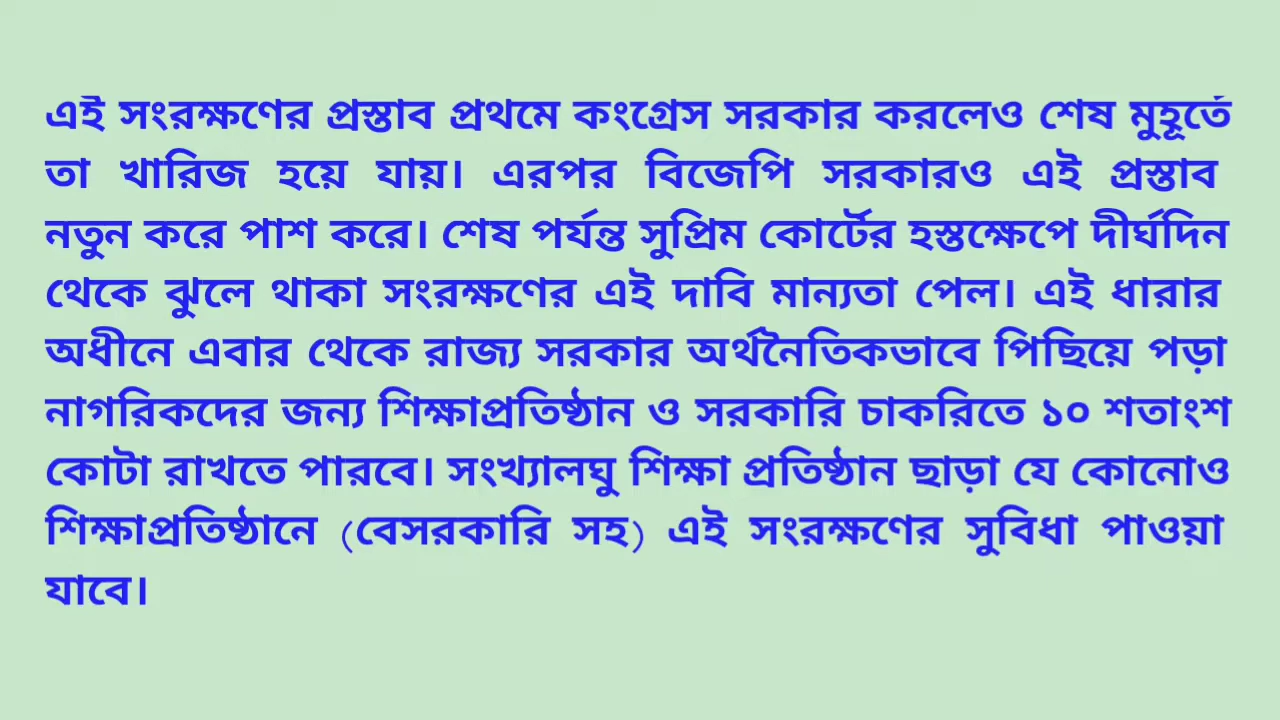 এই সংরক্ষণের প্রস্তাব প্রথমে কংগ্রেস সরকার করলেও শেষ মুহূর্তে
তা খারিজ হয়ে যায়। এরপর বিজেপি সরকারও এই প্রস্তাব
নতুন করে পাশ করে। শেষ পর্যন্ত সুপ্রিম কোর্টের হস্তক্ষেপে দীর্ঘদিন
থেকে ঝুলে থাকা সংরক্ষণের এই দাবি মান্যতা পেল। এই ধারার
অধীনে এবার থেকে রাজ্য সরকার অর্থনৈতিকভাবে পিছিয়ে পড়া
নাগরিকদের জন্য শিক্ষাপ্রতিষ্ঠান ও সরকারি চাকরিতে ১০ শতাংশ
কোটা রাখতে পারবে। সংখ্যালঘু শিক্ষা প্রতিষ্ঠান ছাড়া যে কোনোও
শিক্ষাপ্রতিষ্ঠানে (বেসরকারি সহ) এই সংরক্ষণের সুবিধা পাওয়া
যাবে।